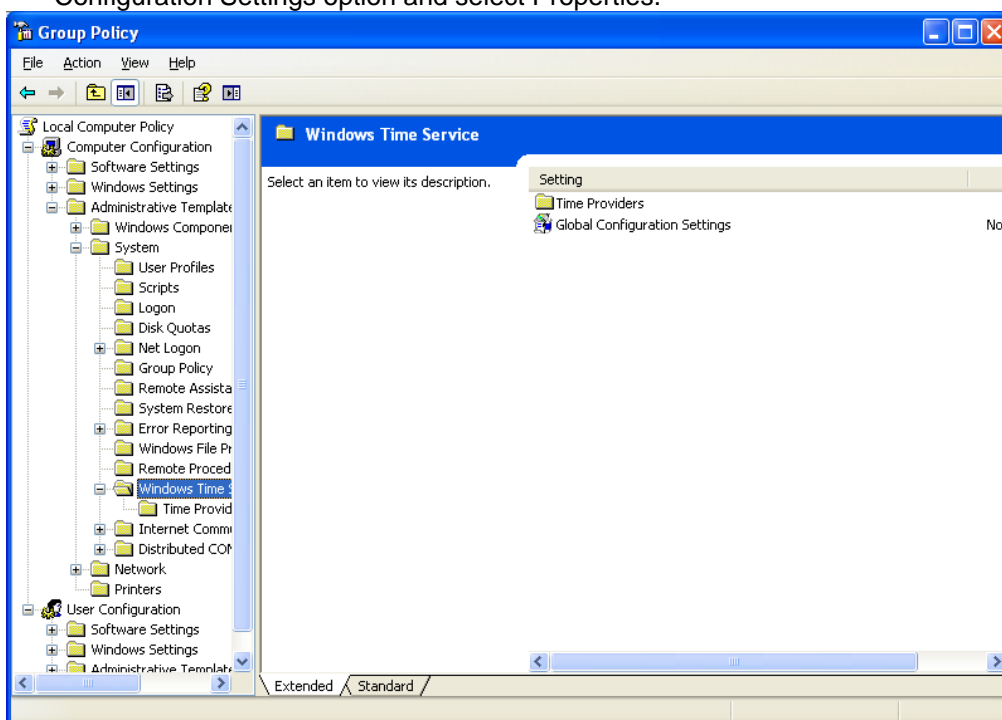 Configuration Settings option and select Properties.
Group Policy
File Action View Help
Local Computer Policy
Computer Configuration
Software Settings
Windows Settings
Administrative Template
Windows Componen
System
User Profiles
Scripts
Logon
Disk Quotas
Net Logon
Group Policy
Remote Assista
System Restore
Error Reporting
Windows File Pr
Remote Proced
Windows Time S
Time Provid
Internet Commu
Distributed COM
Network
Printers
User Configuration
Software Settings
Windows Settings
Administrative Template
Windows Time Service
Select an item to view its description.
Setting
Time Providers
Global Configuration Settings No
Extended Standard